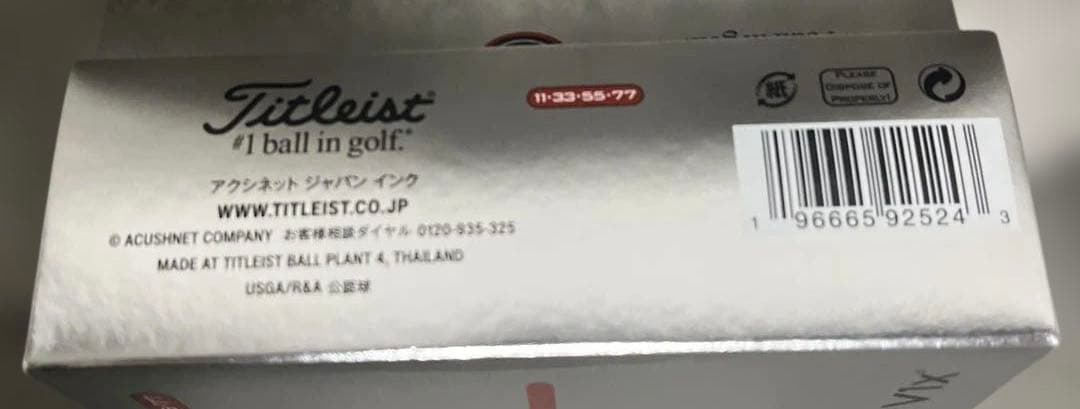 Titleist®
#1 ball in golf.®
アクシネット ジャパン インク
WWW.TITLEIST.CO.JP
© ACUSHNET COMPANY お客様相談ダイヤル 0120-935-325
MADE AT TITLEIST BALL PLANT 4, THAILAND
USGA/R&A 公認球
11•33•55•77
紙
PLEASE
DISPOSE OF
PROPERLY!
1 96665 92524 3